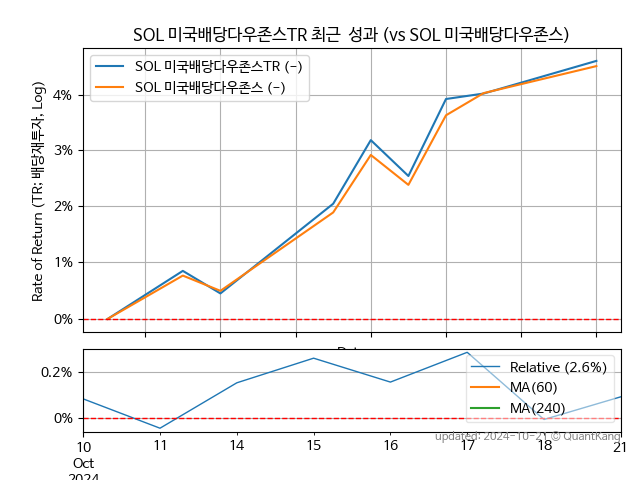 SOL 미국배당다우존스TR 최근 성과 (vs SOL 미국배당다우존스)
SOL 미국배당다우존스TR (-)
SOL 미국배당다우존스 (-)
Rate of Return (TR; 배당재투자, Log)
4%
3%
2%
1%
0%
Relative (2.6%)
MA(60)
MA(240)
0.2%
0%
updated: 2024-10-21 © QuantKang
10 11 14 15 16 17 18 21
Oct
2024